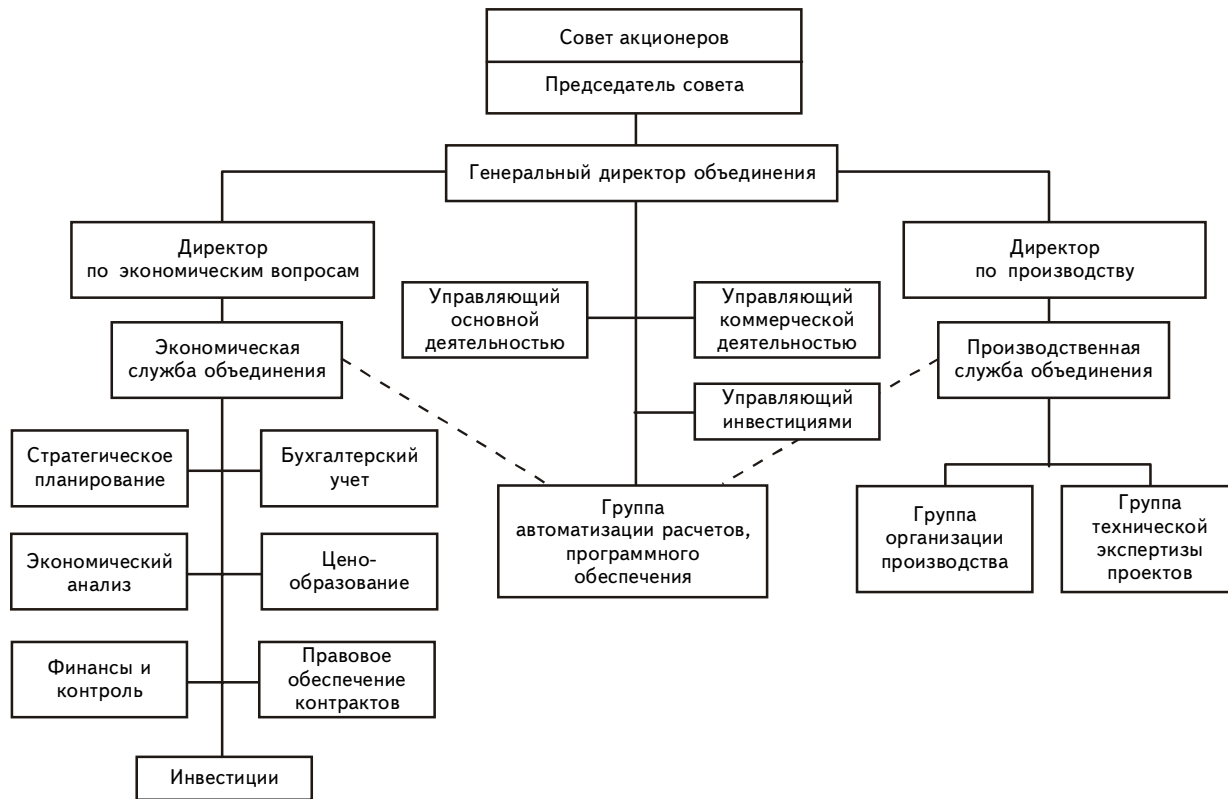 Совет акционеров
Председатель совета
Генеральный директор объединения
Директор
по экономическим вопросам
Директор
по производству
Управляющий
основной
деятельностью
Управляющий
коммерческой
деятельностью
Экономическая
служба объединения
Производственная
служба объединения
Управляющий
инвестициями
Стратегическое
планирование
Бухгалтерский
учет
Группа
автоматизации расчетов,
программного
обеспечения
Группа
организации
производства
Группа
технической
экспертизы
проектов
Экономический
анализ
Цено-
образование
Финансы и
контроль
Правовое
обеспечение
контрактов
Инвестиции